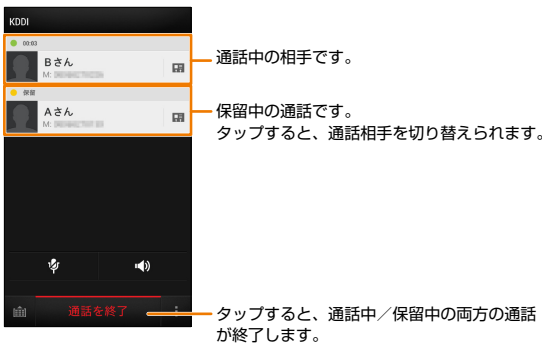 KDDI
00:03
Bさん
M:
通話中の相手です。
保留
Aさん
M:
保留中の通話です。
タップすると、通話相手を切り替えられます。
通話を終了
タップすると、通話中／保留中の両方の通話
が終了します。